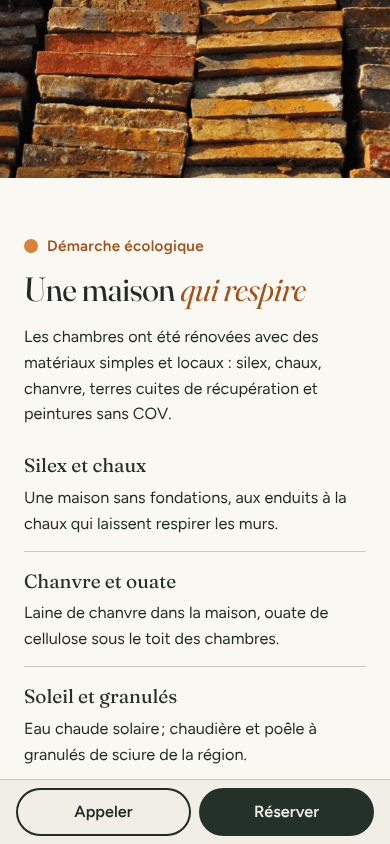 Démarche écologique
Une maison qui respire
Les chambres ont été rénovées avec des
matériaux simples et locaux : silex, chaux,
chanvre, terres cuites de récupération et
peintures sans COV.
Silex et chaux
Une maison sans fondations, aux enduits à la
chaux qui laissent respirer les murs.
Chanvre et ouate
Laine de chanvre dans la maison, ouate de
cellulose sous le toit des chambres.
Soleil et granulés
Eau chaude solaire ; chaudière et poêle à
granulés de sciure de la région.
Appeler
Réserver